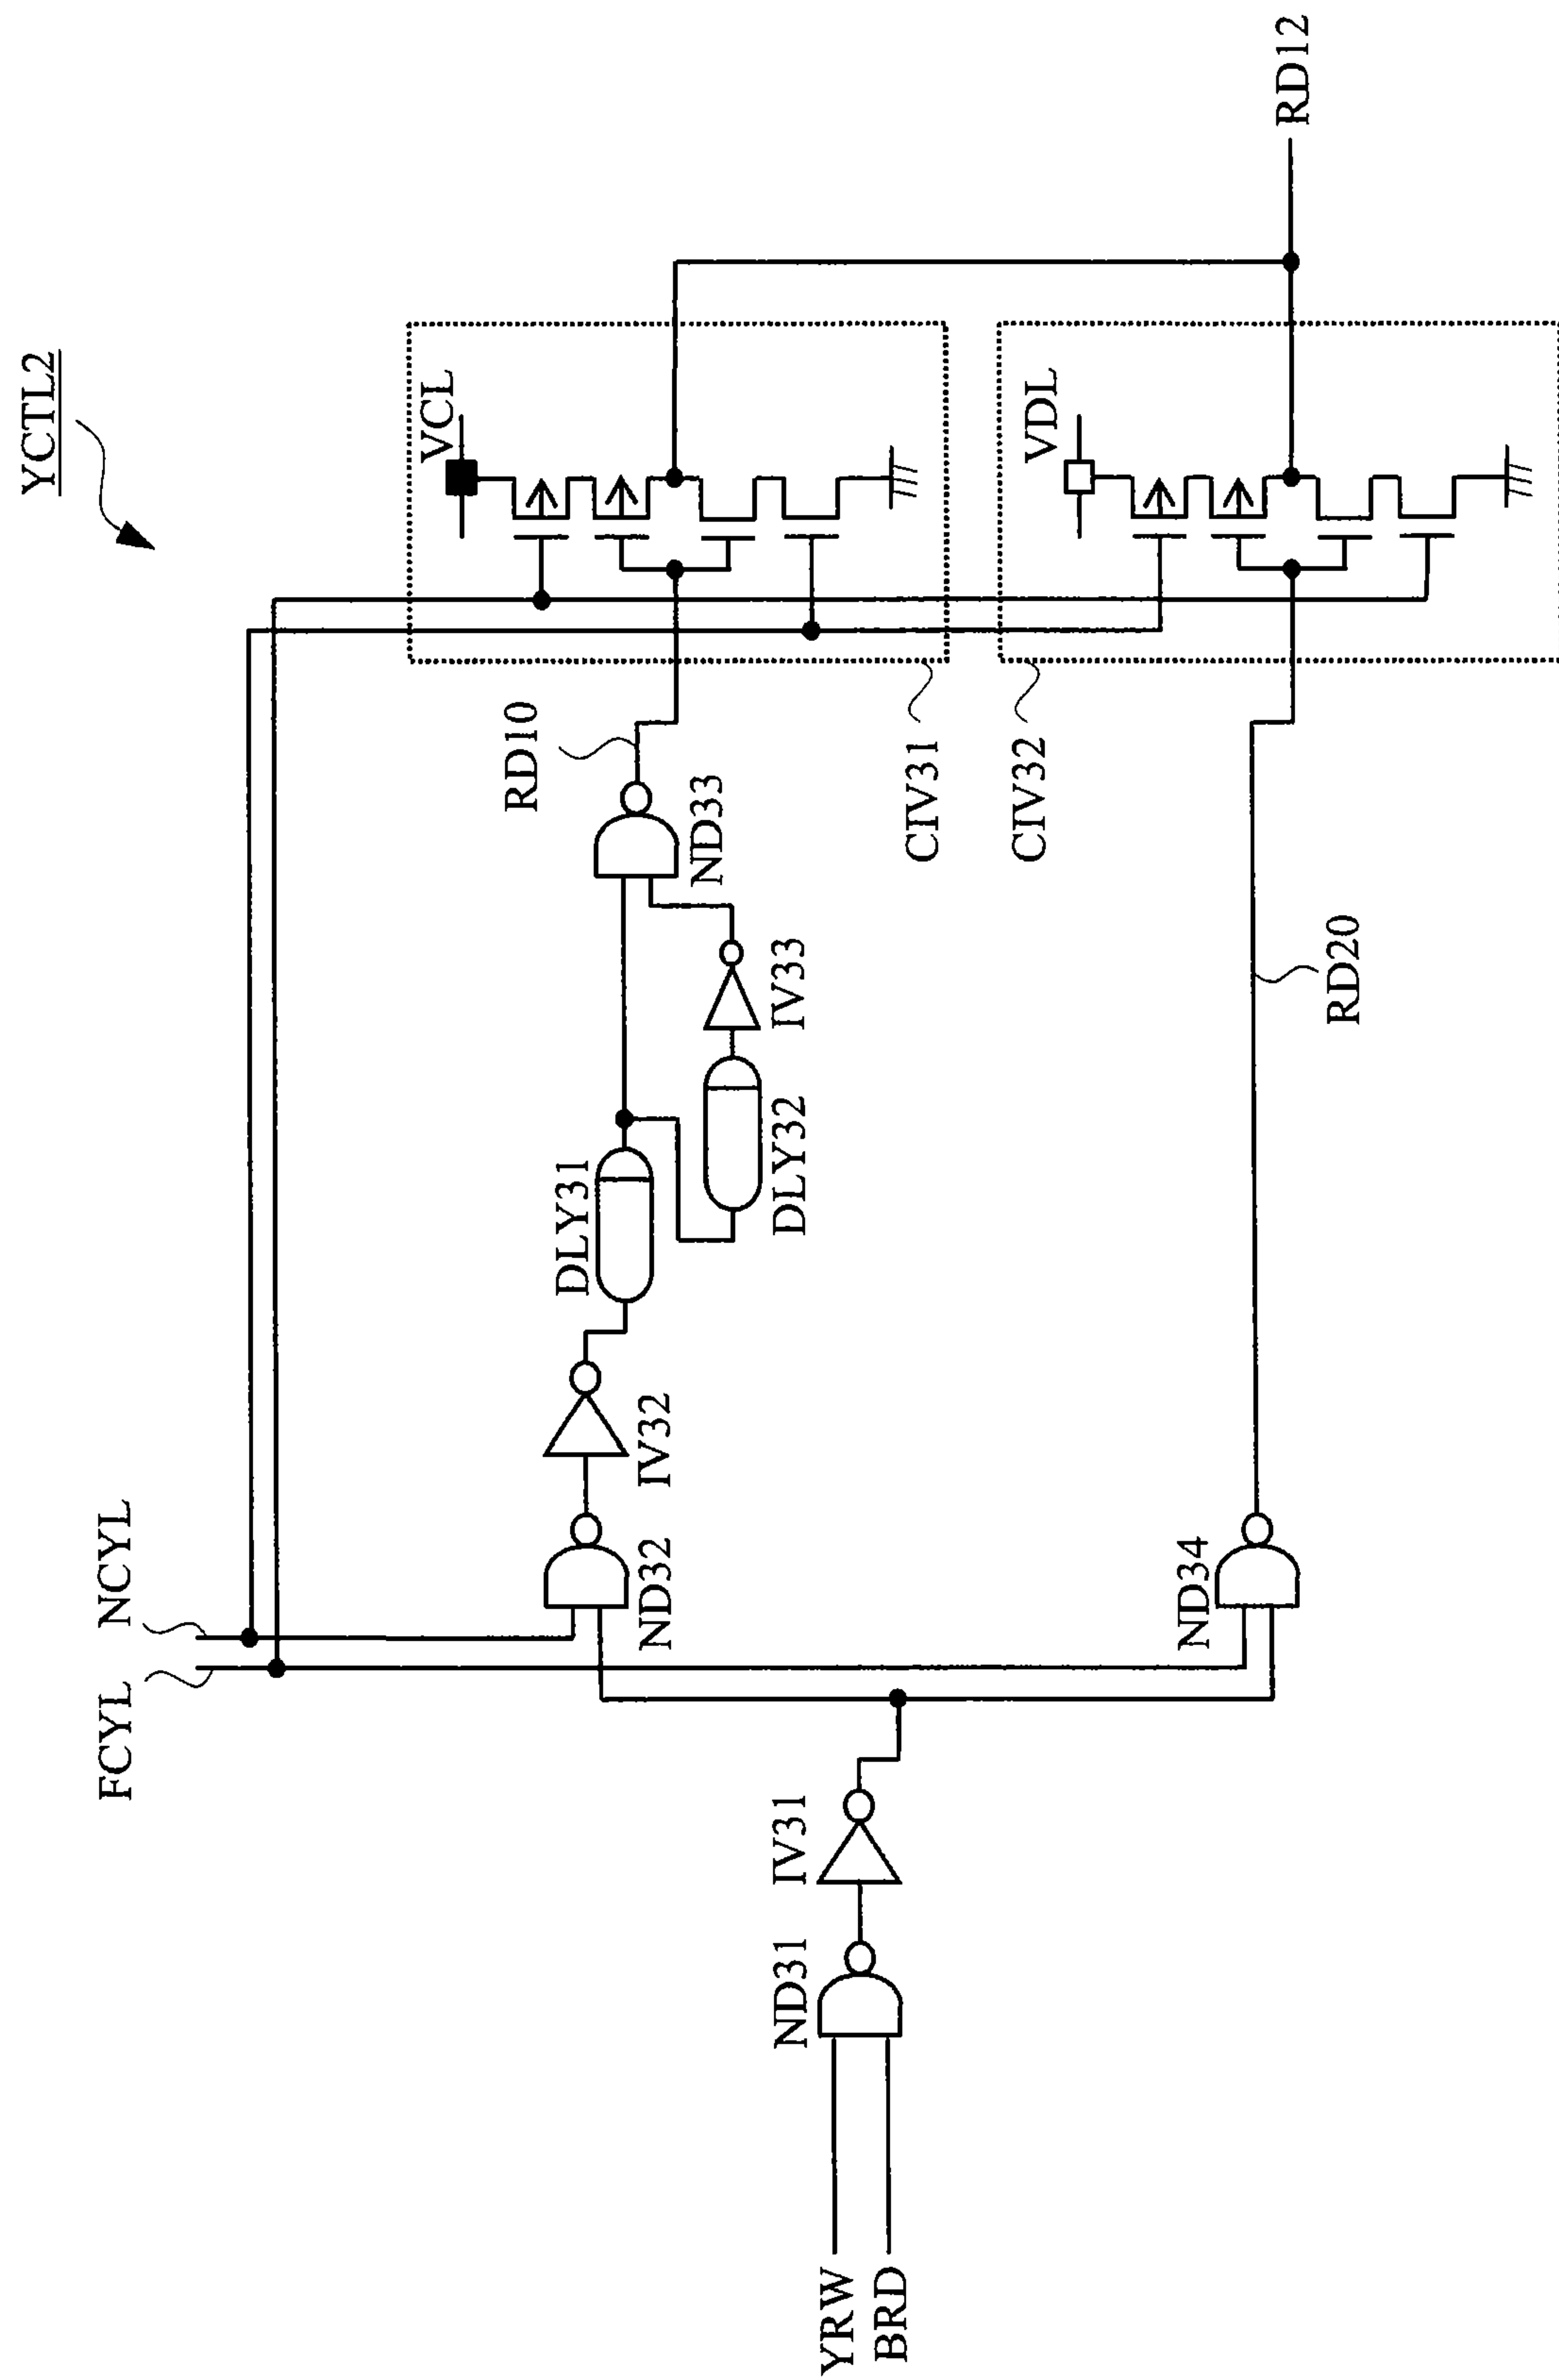 YCTL2
FCYL
NCYL
VCL
RD10
DLY31
IV32
ND32
ND33
IV33
DLY32
CIV31
CIV32
VDL
RD12
YRW
BRD
ND31
IV31
ND34
RD20